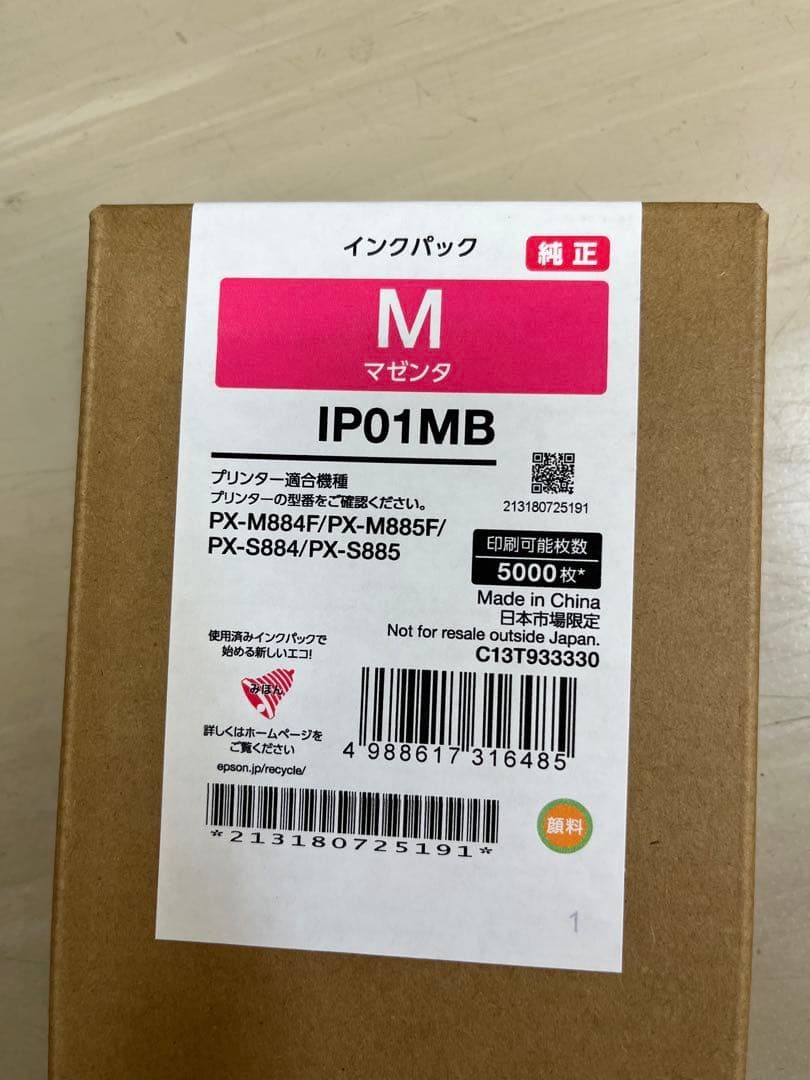 インクパック
純正
M
マゼンタ
IP01MB
プリンター適合機種
プリンターの型番をご確認ください。
PX-M884F/PX-M885F/
PX-S884/PX-S885
213180725191
印刷可能枚数
5000枚*
Made in China
日本市場限定
Not for resale outside Japan.
C13T933330
使用済みインクパックで
始める新しいエコ!
みほん
詳しくはホームページを
ご覧ください
epson.jp/recycle/
4 988617 316485
*213180725191*
顔料
1